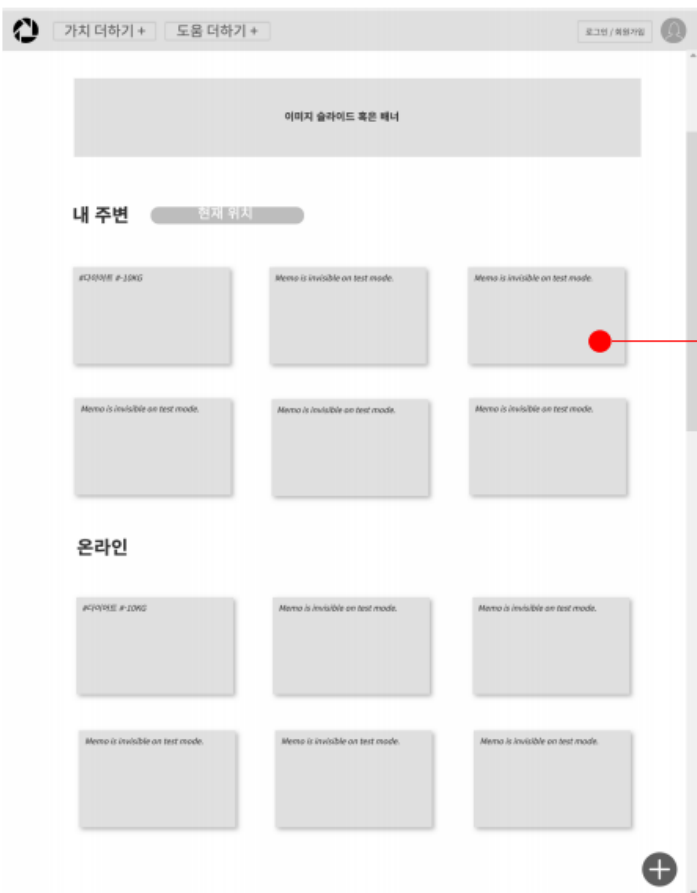 가치 더하기 +
도움 더하기 +
로그인 / 회원가입
이미지 슬라이드 혹은 배너
내 주변
현재 위치
#다이어트 #-10KG
Memo is invisible on test mode.
Memo is invisible on test mode.
Memo is invisible on test mode.
Memo is invisible on test mode.
Memo is invisible on test mode.
온라인
#다이어트 #-10KG
Memo is invisible on test mode.
Memo is invisible on test mode.
Memo is invisible on test mode.
Memo is invisible on test mode.
Memo is invisible on test mode.